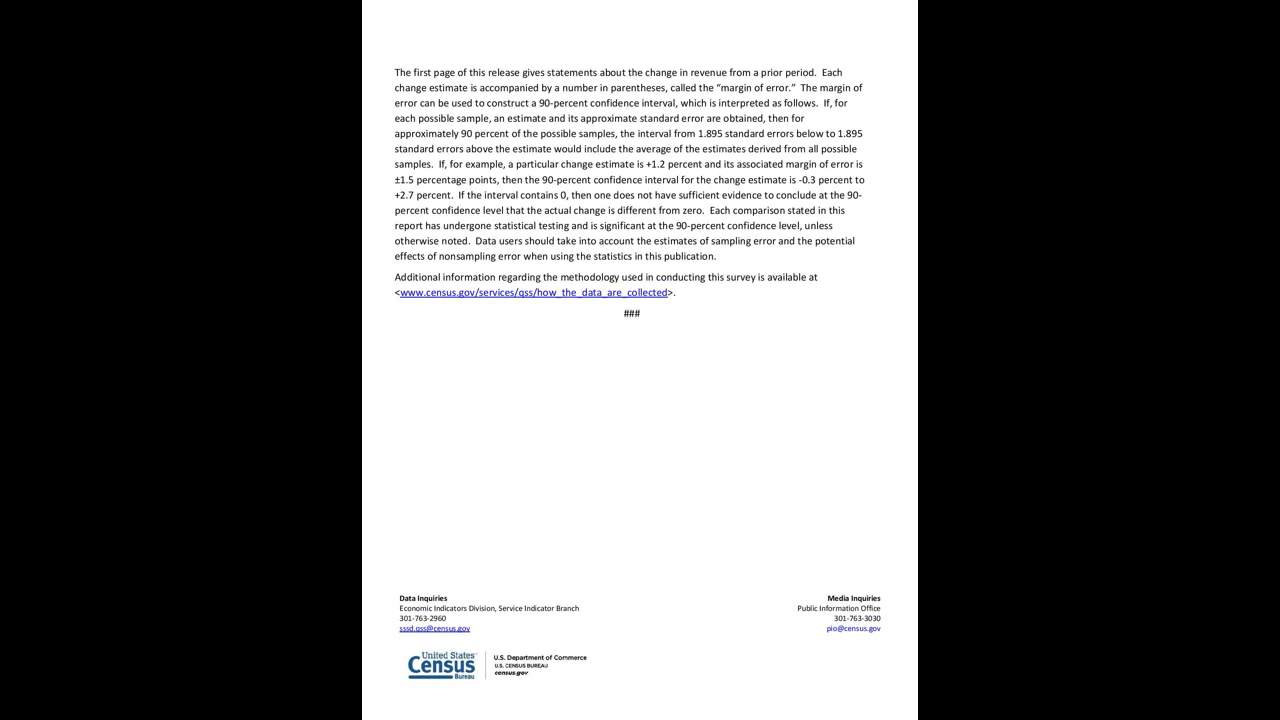 The first page of this release gives statements about the change in revenue from a prior period.  Each
change estimate is accompanied by a number in parentheses, called the “margin of error.”  The margin of
error can be used to construct a 90-percent confidence interval, which is interpreted as follows.  If, for
each possible sample, an estimate and its approximate standard error are obtained, then for
approximately 90 percent of the possible samples, the interval from 1.895 standard errors below to 1.895
standard errors above the estimate would include the average of the estimates derived from all possible
samples.  If, for example, a particular change estimate is +1.2 percent and its associated margin of error is
±1.5 percentage points, then the 90-percent confidence interval for the change estimate is -0.3 percent to
+2.7 percent.  If the interval contains 0, then one does not have sufficient evidence to conclude at the 90-
percent confidence level that the actual change is different from zero.  Each comparison stated in this
report has undergone statistical testing and is significant at the 90-percent confidence level, unless
otherwise noted.  Data users should take into account the estimates of sampling error and the potential
effects of nonsampling error when using the statistics in this publication.
Additional information regarding the methodology used in conducting this survey is available at
<www.census.gov/services/qss/how_the_data_are_collected>.
###
Data Inquiries
Economic Indicators Division, Service Indicator Branch
301-763-2960
sssd.qss@census.gov
Media Inquiries
Public Information Office
301-763-3030
pio@census.gov
United States
Census
Bureau
U.S. Department of Commerce
U.S. CENSUS BUREAU
census.gov